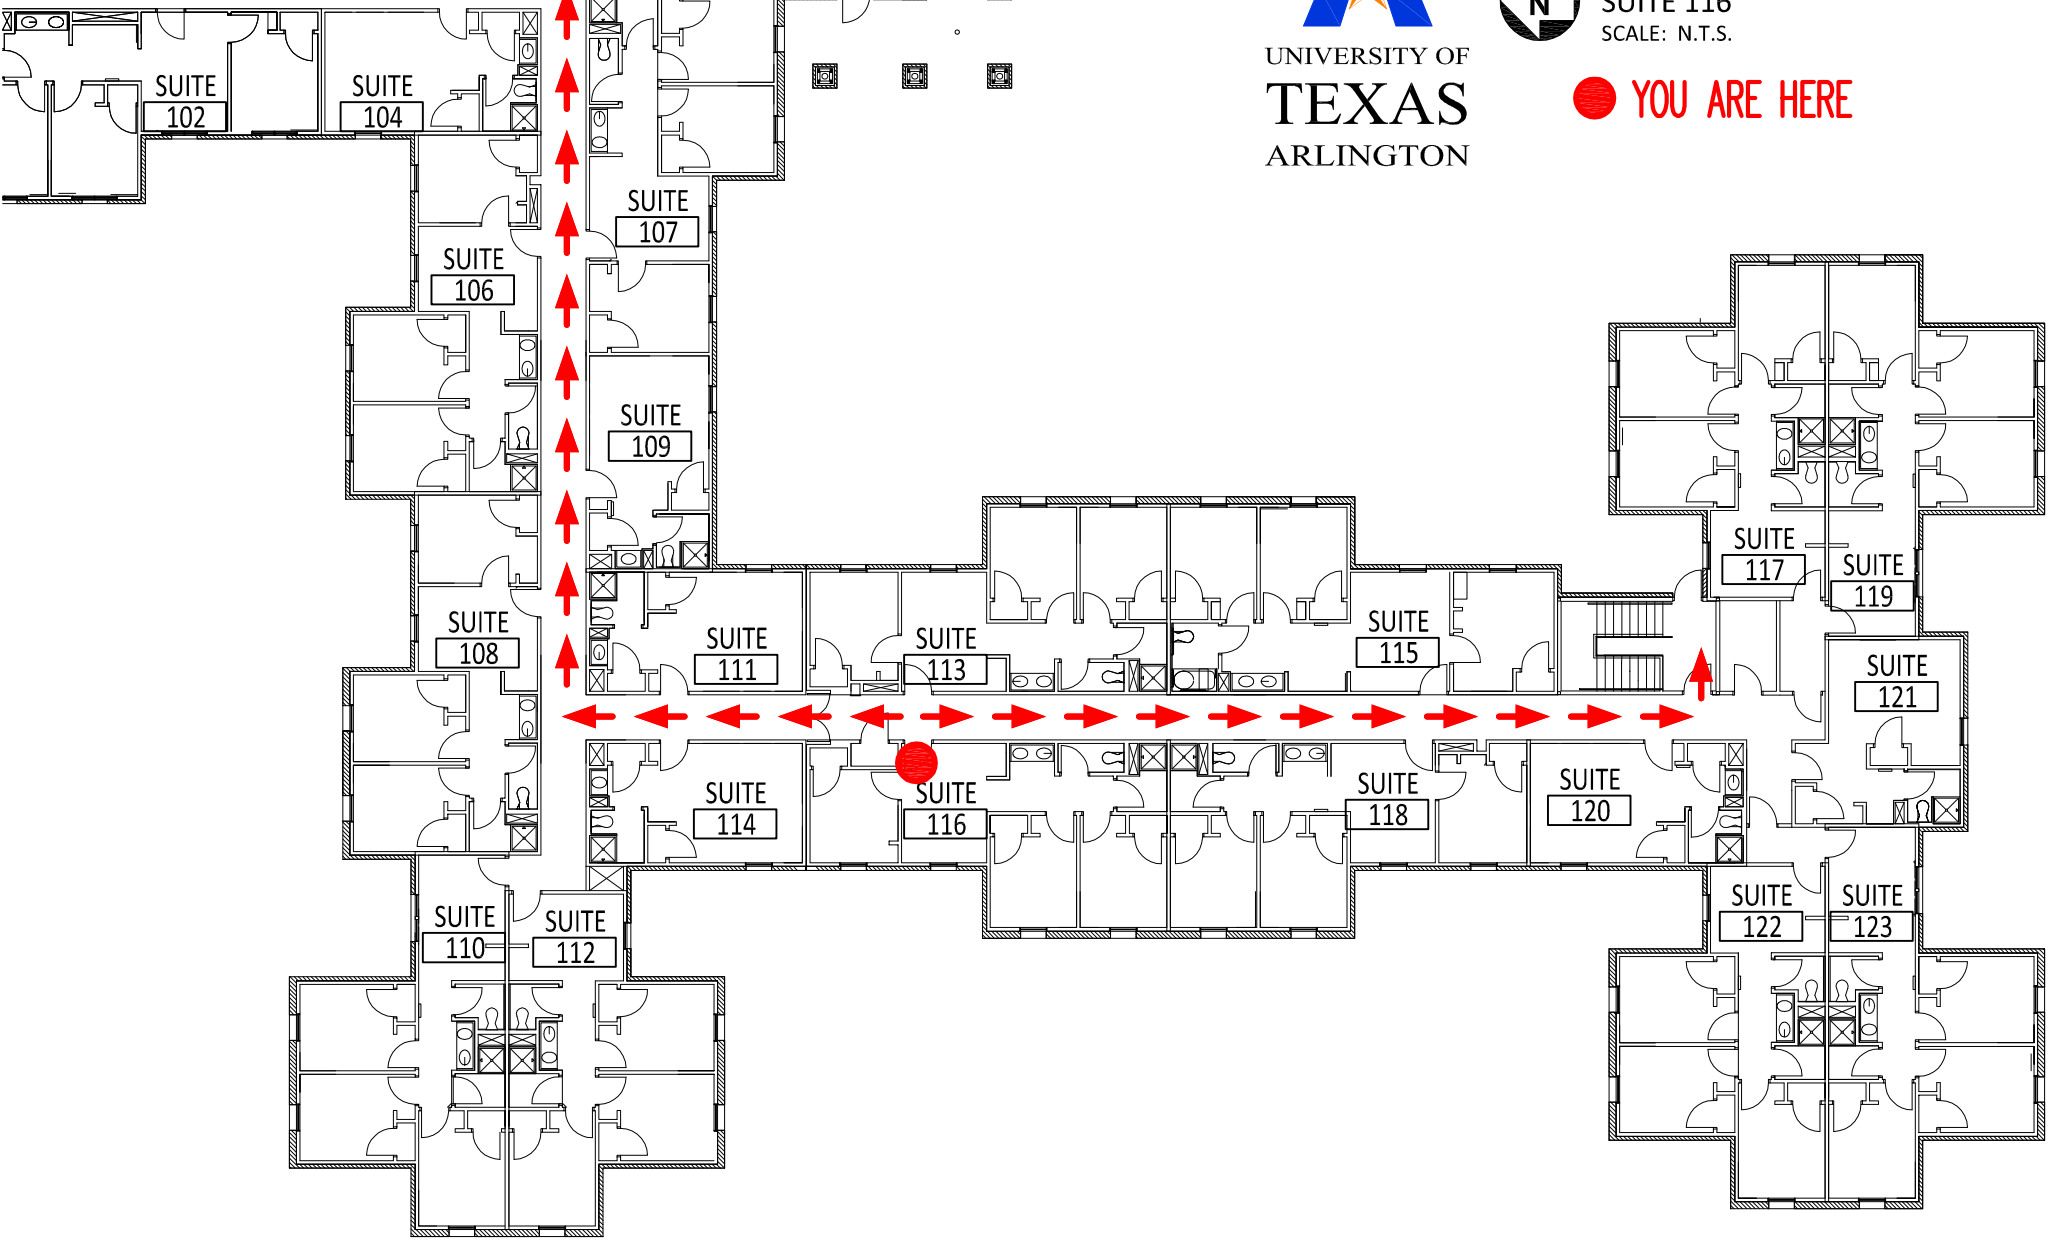 N
SUITE 116
SCALE: N.T.S.
UNIVERSITY OF
TEXAS
ARLINGTON
YOU ARE HERE
SUITE
102
SUITE
104
SUITE
107
SUITE
106
SUITE
109
SUITE
117
SUITE
119
SUITE
108
SUITE
111
SUITE
113
SUITE
115
SUITE
121
SUITE
114
SUITE
116
SUITE
118
SUITE
120
SUITE
110
SUITE
112
SUITE
122
SUITE
123